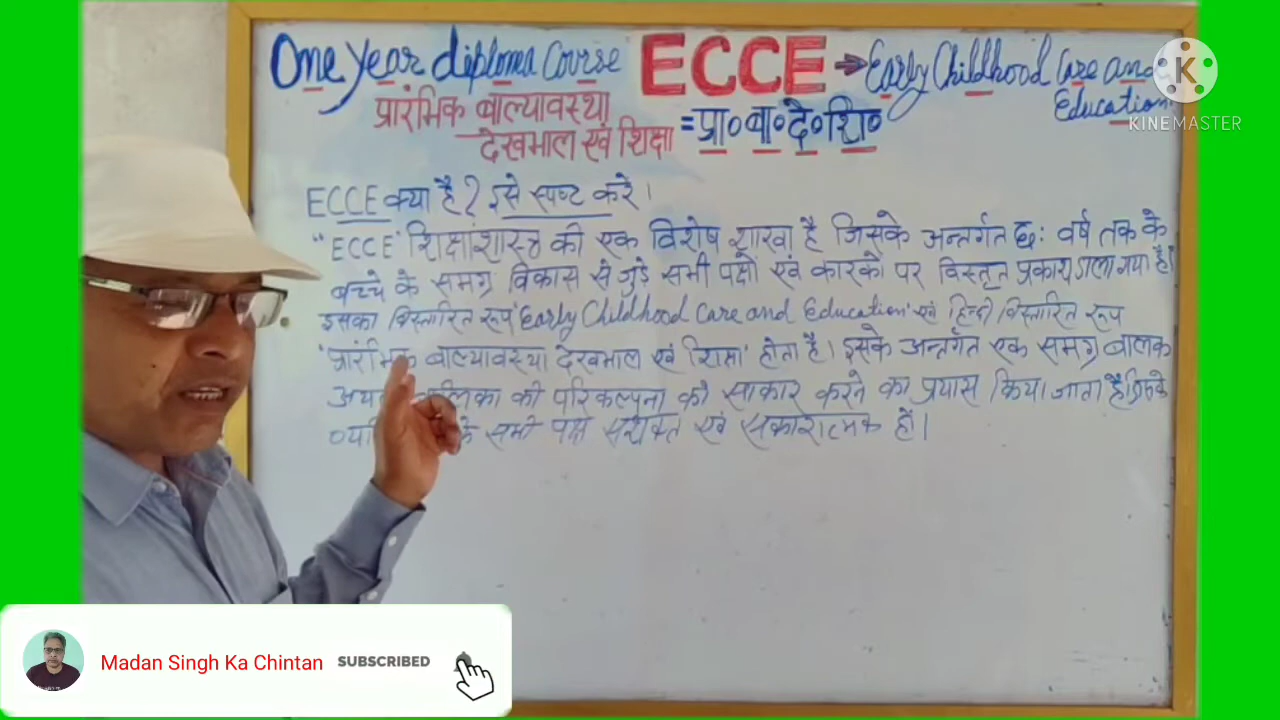 One year diploma Course ECCE → Early Childhood Care and Education
प्रारंमिक बाल्यावस्था
देखभाल एवं शिक्षा = प्रा० बा० दे० शि०
KINEMASTER
ECCE क्या है? इसे स्पष्ट करे।
"ECCE" शिक्षाशास्त्र की एक विशेष शाखा है जिसके अन्तर्गत छः वर्ष तक के
बच्चे के समग्र विकास से जुड़े सभी पक्षों एवं कारकों पर विस्तृत प्रकाश डाला गया है।
इसका विस्तारित रूप 'Early Childhood Care and Education' एवं हिन्दी विस्तारित रूप
'प्रारंमिक बाल्यावस्था देखभाल एवं शिक्षा' होता है। इसके अन्तर्गत एक समग्र बालक
की परिकल्पना को साकार करने का प्रयास किया जाता है जिसके
के सभी पक्ष सशक्त एवं सकारात्मक हों।
Madan Singh Ka Chintan SUBSCRIBED